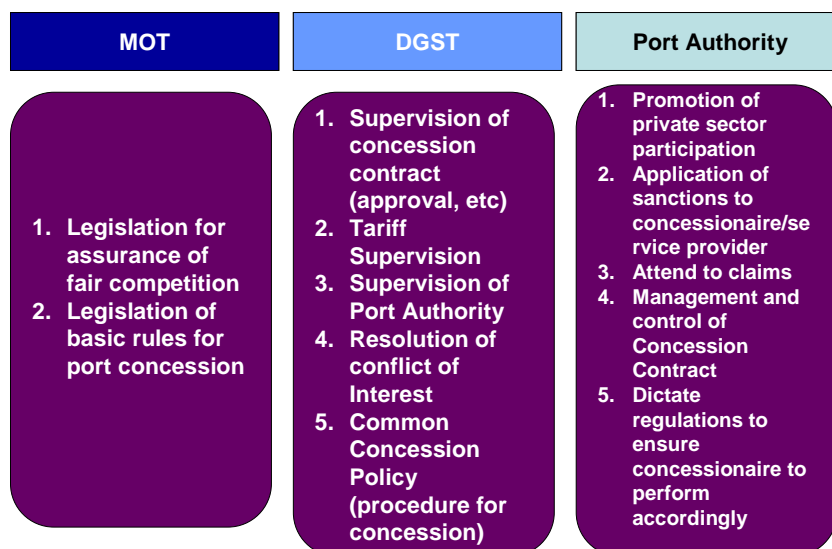 MOT
DGST
Port Authority
1. Legislation for
assurance of
fair competition
2. Legislation of
basic rules for
port concession
1. Supervision of
concession
contract
(approval, etc)
2. Tariff
Supervision
3. Supervision of
Port Authority
4. Resolution of
conflict of
Interest
5. Common
Concession
Policy
(procedure for
concession)
1. Promotion of
private sector
participation
2. Application of
sanctions to
concessionaire/se
rvice provider
3. Attend to claims
4. Management and
control of
Concession
Contract
5. Dictate
regulations to
ensure
concessionaire to
perform
accordingly